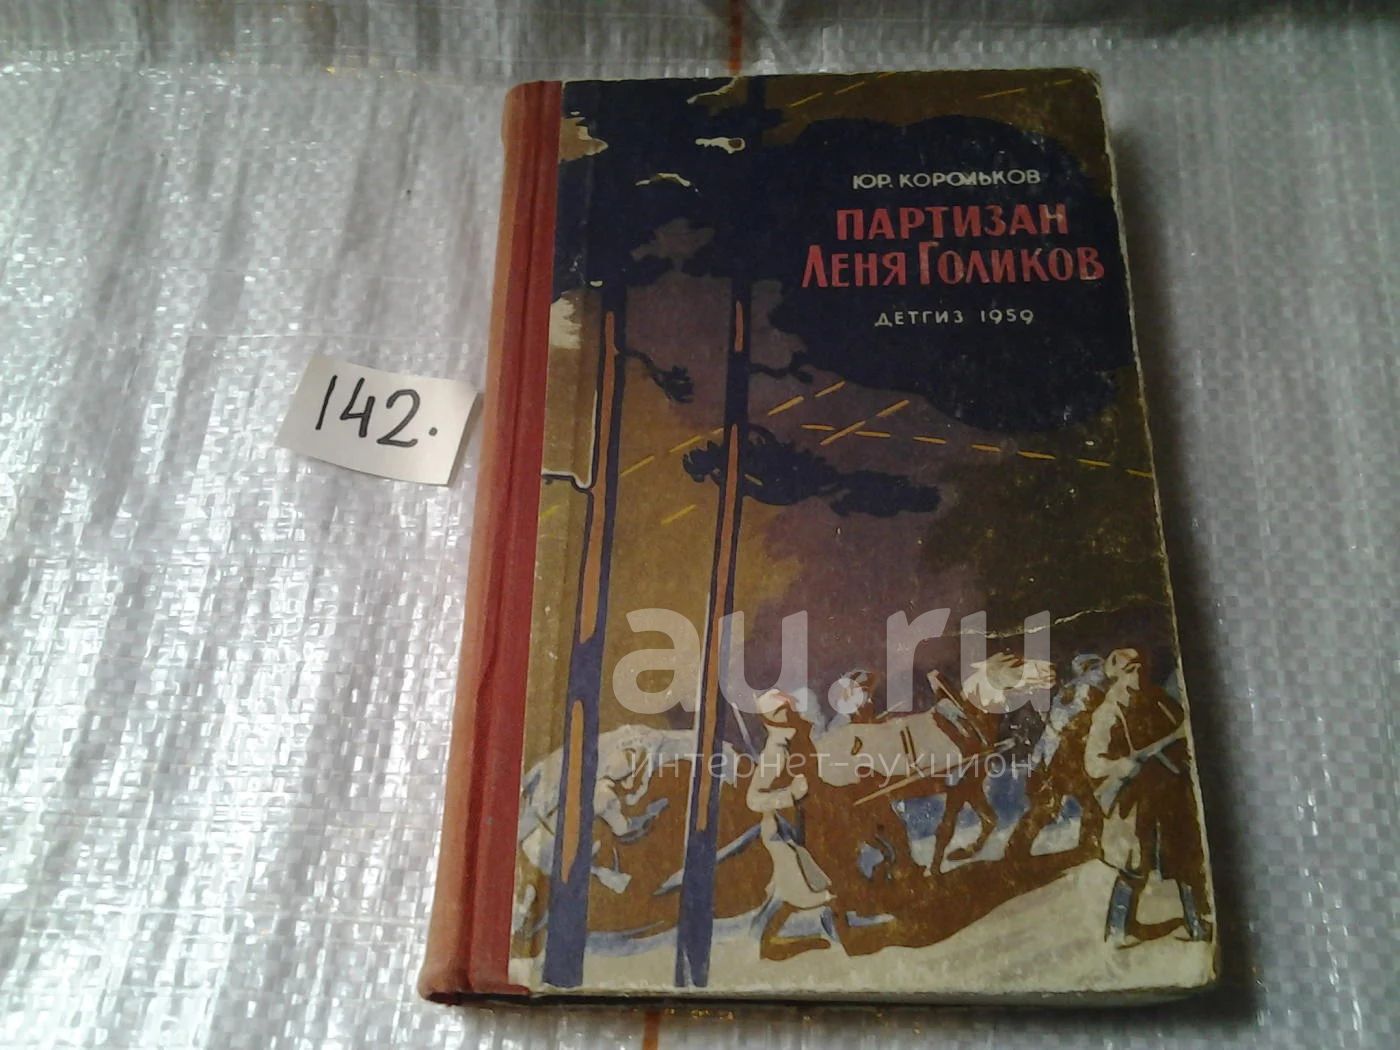 ЮР. КОРОЛЬКОВ
ПАРТИЗАН
ЛЕНЯ ГОЛИКОВ
ДЕТГИЗ 1959
142.
au.ru
интернет-аукцион